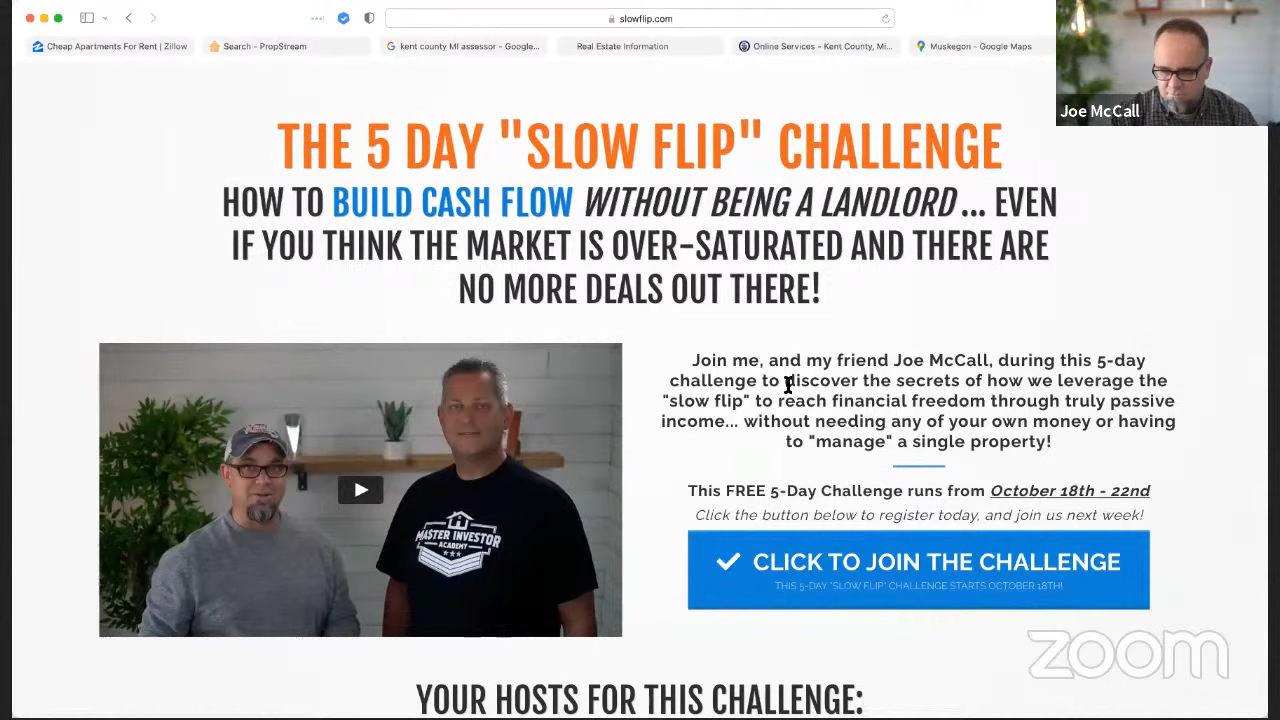 slowflip.com
Cheap Apartments For Rent | Zillow
Search - PropStream
kent county MI assessor - Google...
Real Estate Information
Online Services - Kent County, Mi...
Muskegon - Google Maps
Joe McCall
THE 5 DAY "SLOW FLIP" CHALLENGE
HOW TO BUILD CASH FLOW WITHOUT BEING A LANDLORD ... EVEN
IF YOU THINK THE MARKET IS OVER-SATURATED AND THERE ARE
NO MORE DEALS OUT THERE!
MASTER INVESTOR
ACADEMY
Join me, and my friend Joe McCall, during this 5-day
challenge to discover the secrets of how we leverage the
"slow flip" to reach financial freedom through truly passive
income... without needing any of your own money or having
to "manage" a single property!
This FREE 5-Day Challenge runs from October 18th - 22nd
Click the button below to register today, and join us next week!
CLICK TO JOIN THE CHALLENGE
THIS 5-DAY "SLOW FLIP" CHALLENGE STARTS OCTOBER 18TH!
zoom
YOUR HOSTS FOR THIS CHALLENGE: